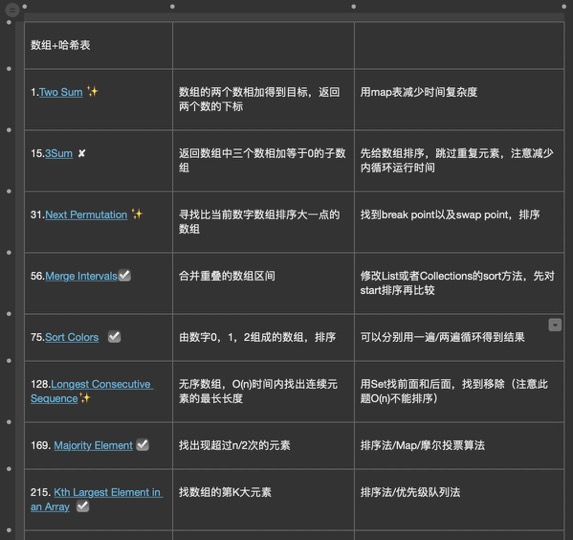 数组+哈希表
1.Two Sum ✨
数组的两个数相加得到目标，返回
两个数的下标
用map表减少时间复杂度
15.3Sum ✘
返回数组中三个数相加等于0的子数
组
先给数组排序，跳过重复元素，注意减少
内循环运行时间
31.Next Permutation ✨
寻找比当前数字数组排序大一点的
数组
找到break point以及swap point，排序
56.Merge Intervals☑
合并重叠的数组区间
修改List或者Collections的sort方法，先对
start排序再比较
75.Sort Colors ☑
由数字0，1，2组成的数组，排序
可以分别用一遍/两遍循环得到结果
128.Longest Consecutive
Sequence✨
无序数组，O(n)时间内找出连续元
素的最长长度
用Set找前面和后面，找到移除（注意此
题O(n)不能排序）
169. Majority Element ☑
找出现超过n/2次的元素
排序法/Map/摩尔投票算法
215. Kth Largest Element in
an Array ☑
找数组的第K大元素
排序法/优先级队列法